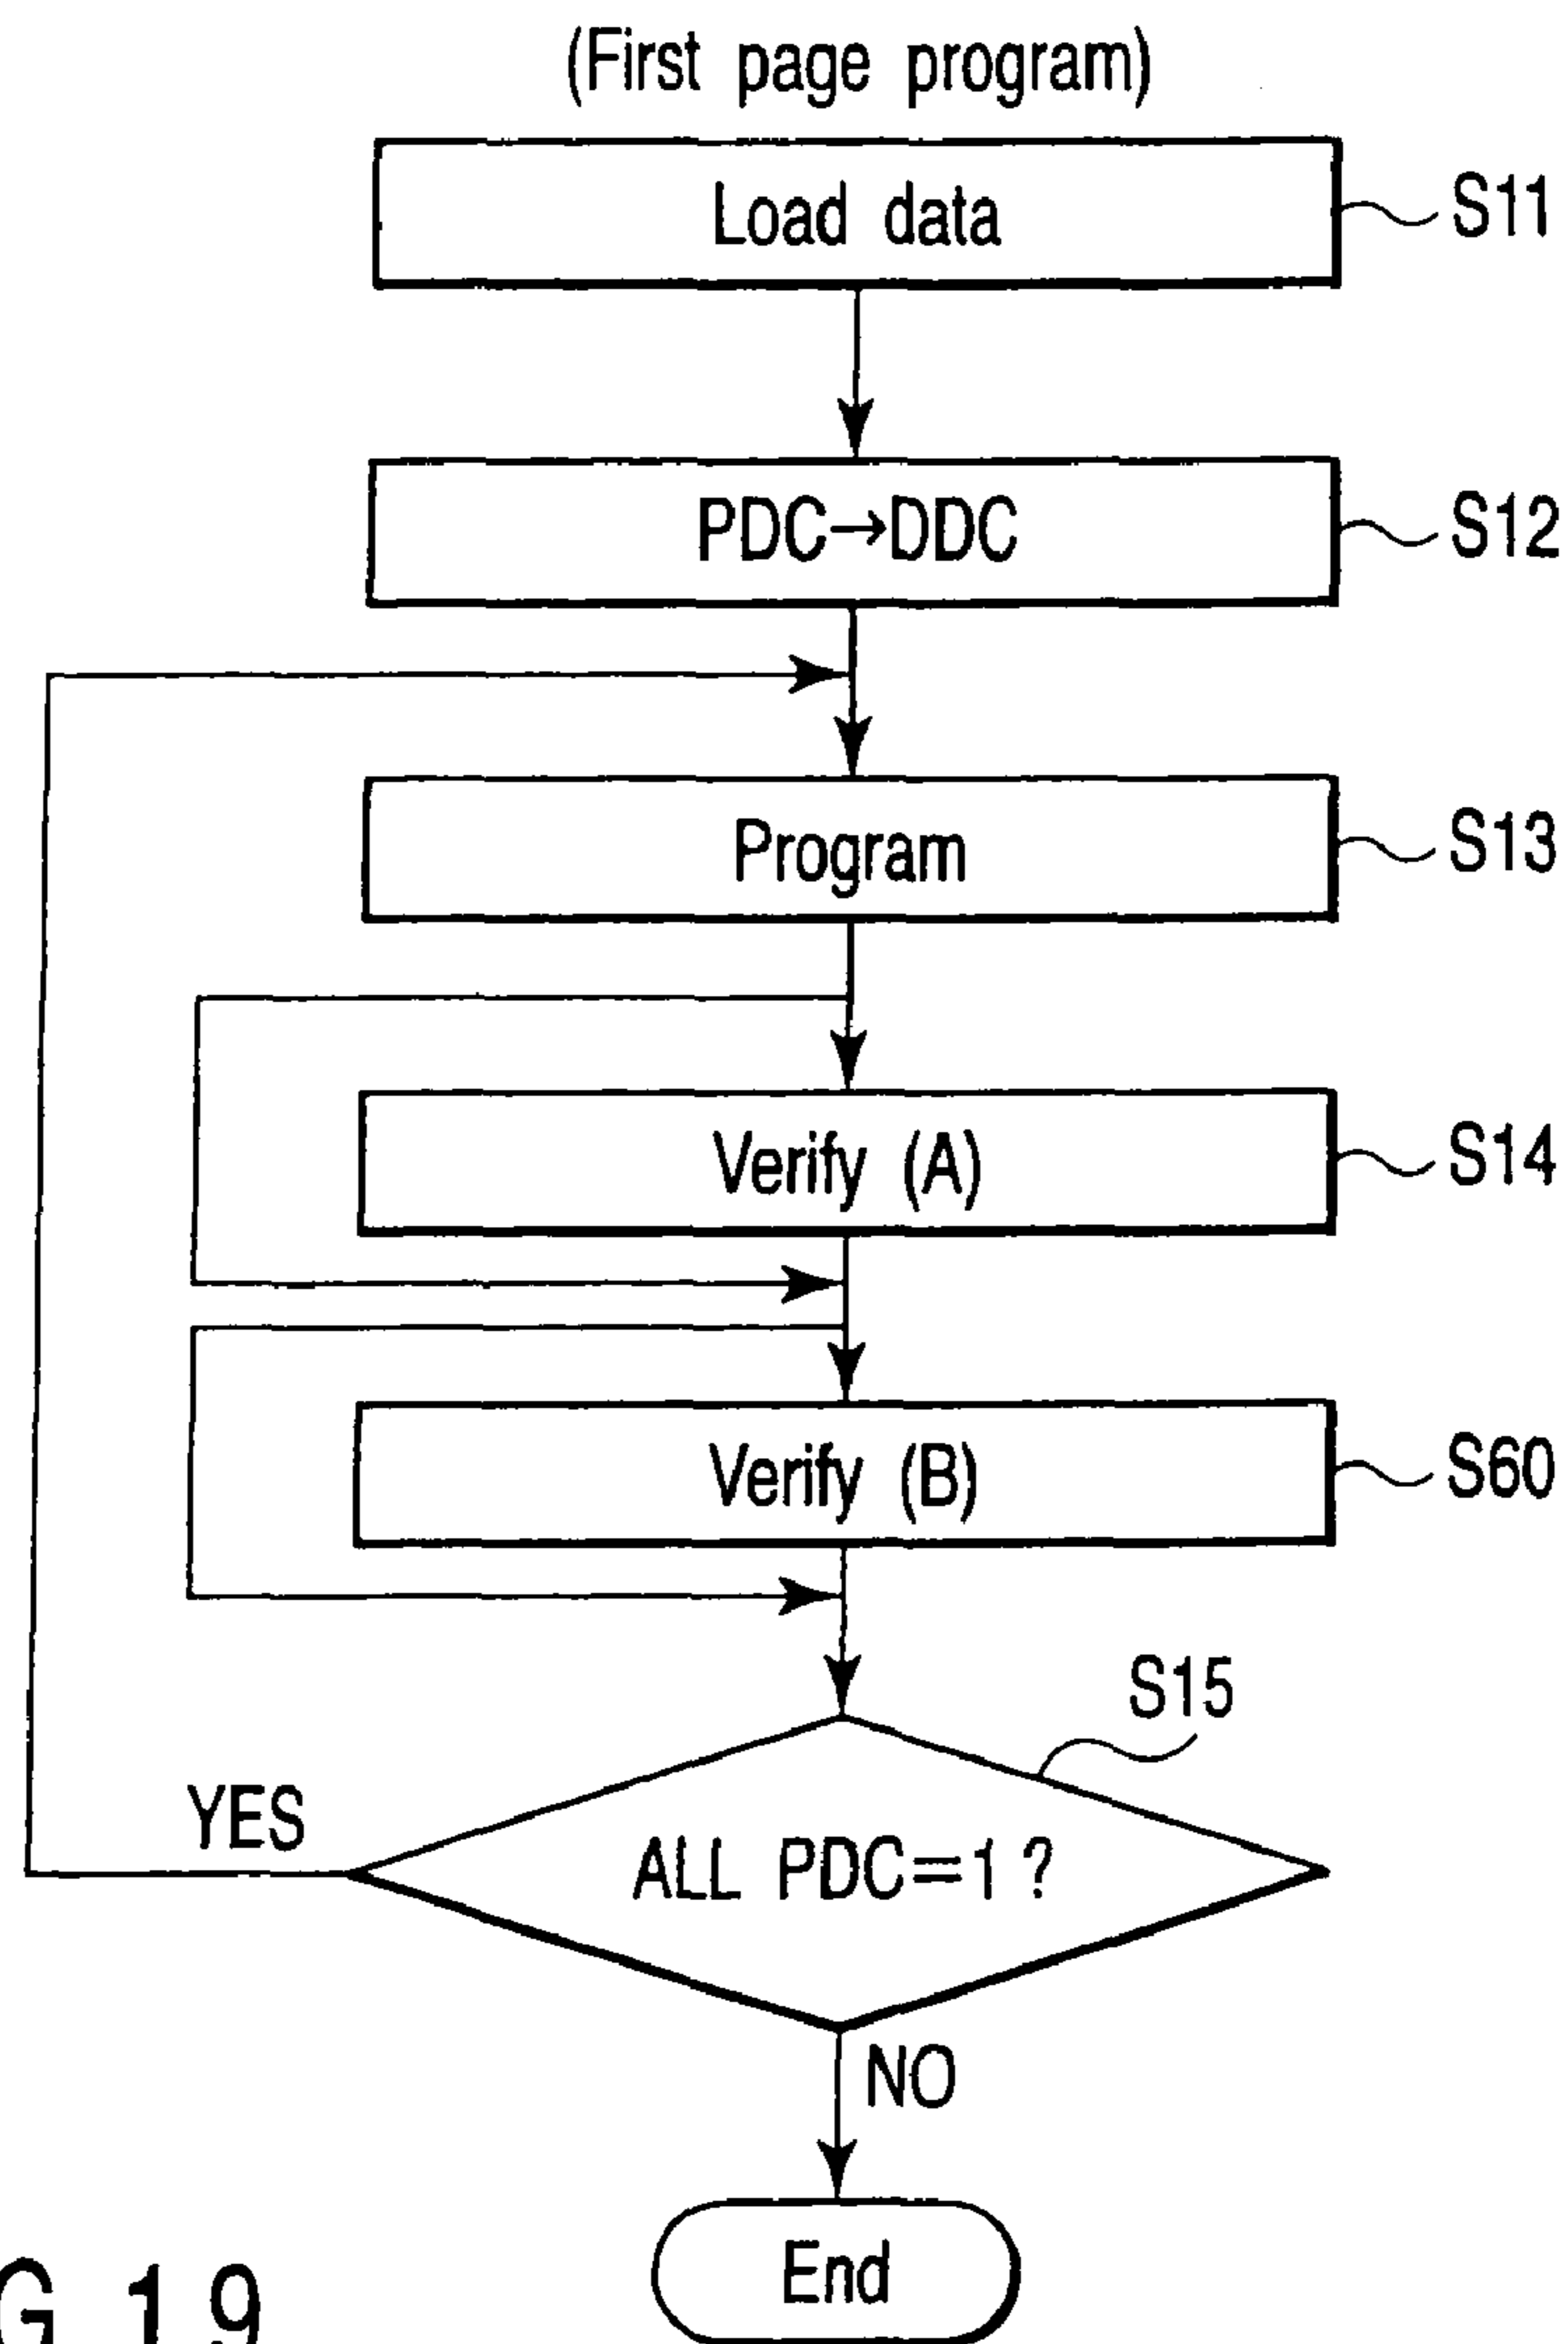 (First page program)
Load data
S11
PDC→DDC
S12
Program
S13
Verify (A)
S14
Verify (B)
S60
S15
YES
ALL PDC=1 ?
NO
End
G 19